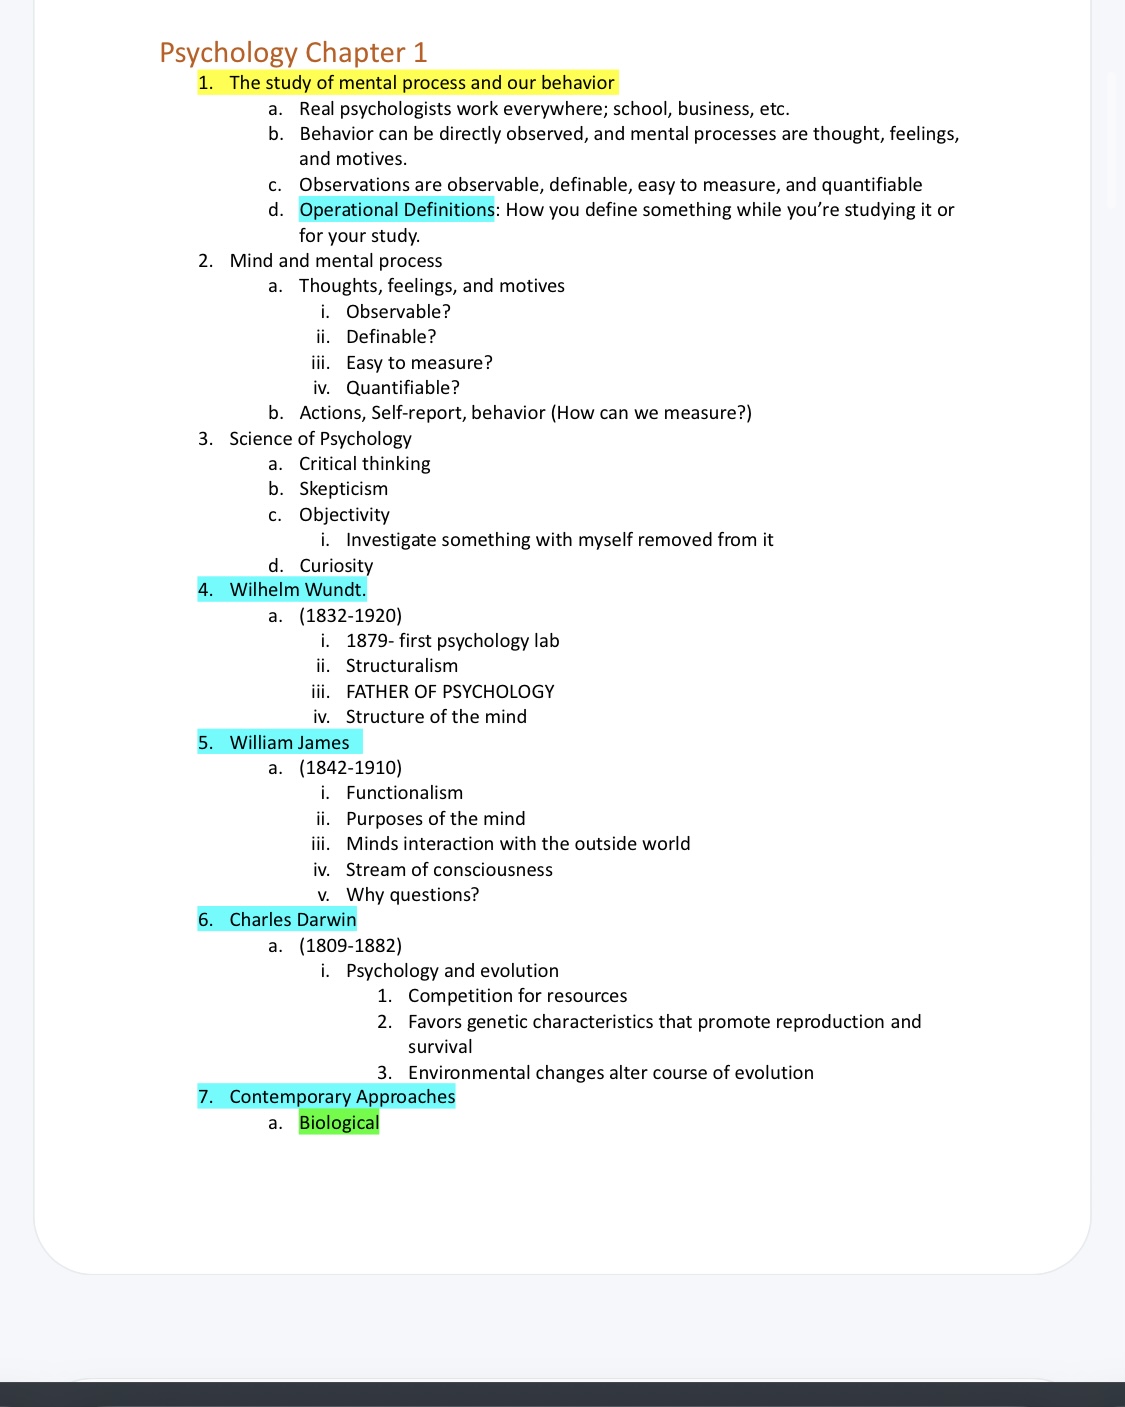 Psychology Chapter 1
1. The study of mental process and our behavior
a. Real psychologists work everywhere; school, business, etc.
b. Behavior can be directly observed, and mental processes are thought, feelings,
and motives.
c. Observations are observable, definable, easy to measure, and quantifiable
d. Operational Definitions: How you define something while you’re studying it or
for your study.
2. Mind and mental process
a. Thoughts, feelings, and motives
i. Observable?
ii. Definable?
iii. Easy to measure?
iv. Quantifiable?
b. Actions, Self-report, behavior (How can we measure?)
3. Science of Psychology
a. Critical thinking
b. Skepticism
c. Objectivity
i. Investigate something with myself removed from it
d. Curiosity
4. Wilhelm Wundt.
a. (1832-1920)
i. 1879- first psychology lab
ii. Structuralism
iii. FATHER OF PSYCHOLOGY
iv. Structure of the mind
5. William James
a. (1842-1910)
i. Functionalism
ii. Purposes of the mind
iii. Minds interaction with the outside world
iv. Stream of consciousness
v. Why questions?
6. Charles Darwin
a. (1809-1882)
i. Psychology and evolution
1. Competition for resources
2. Favors genetic characteristics that promote reproduction and
survival
3. Environmental changes alter course of evolution
7. Contemporary Approaches
a. Biological